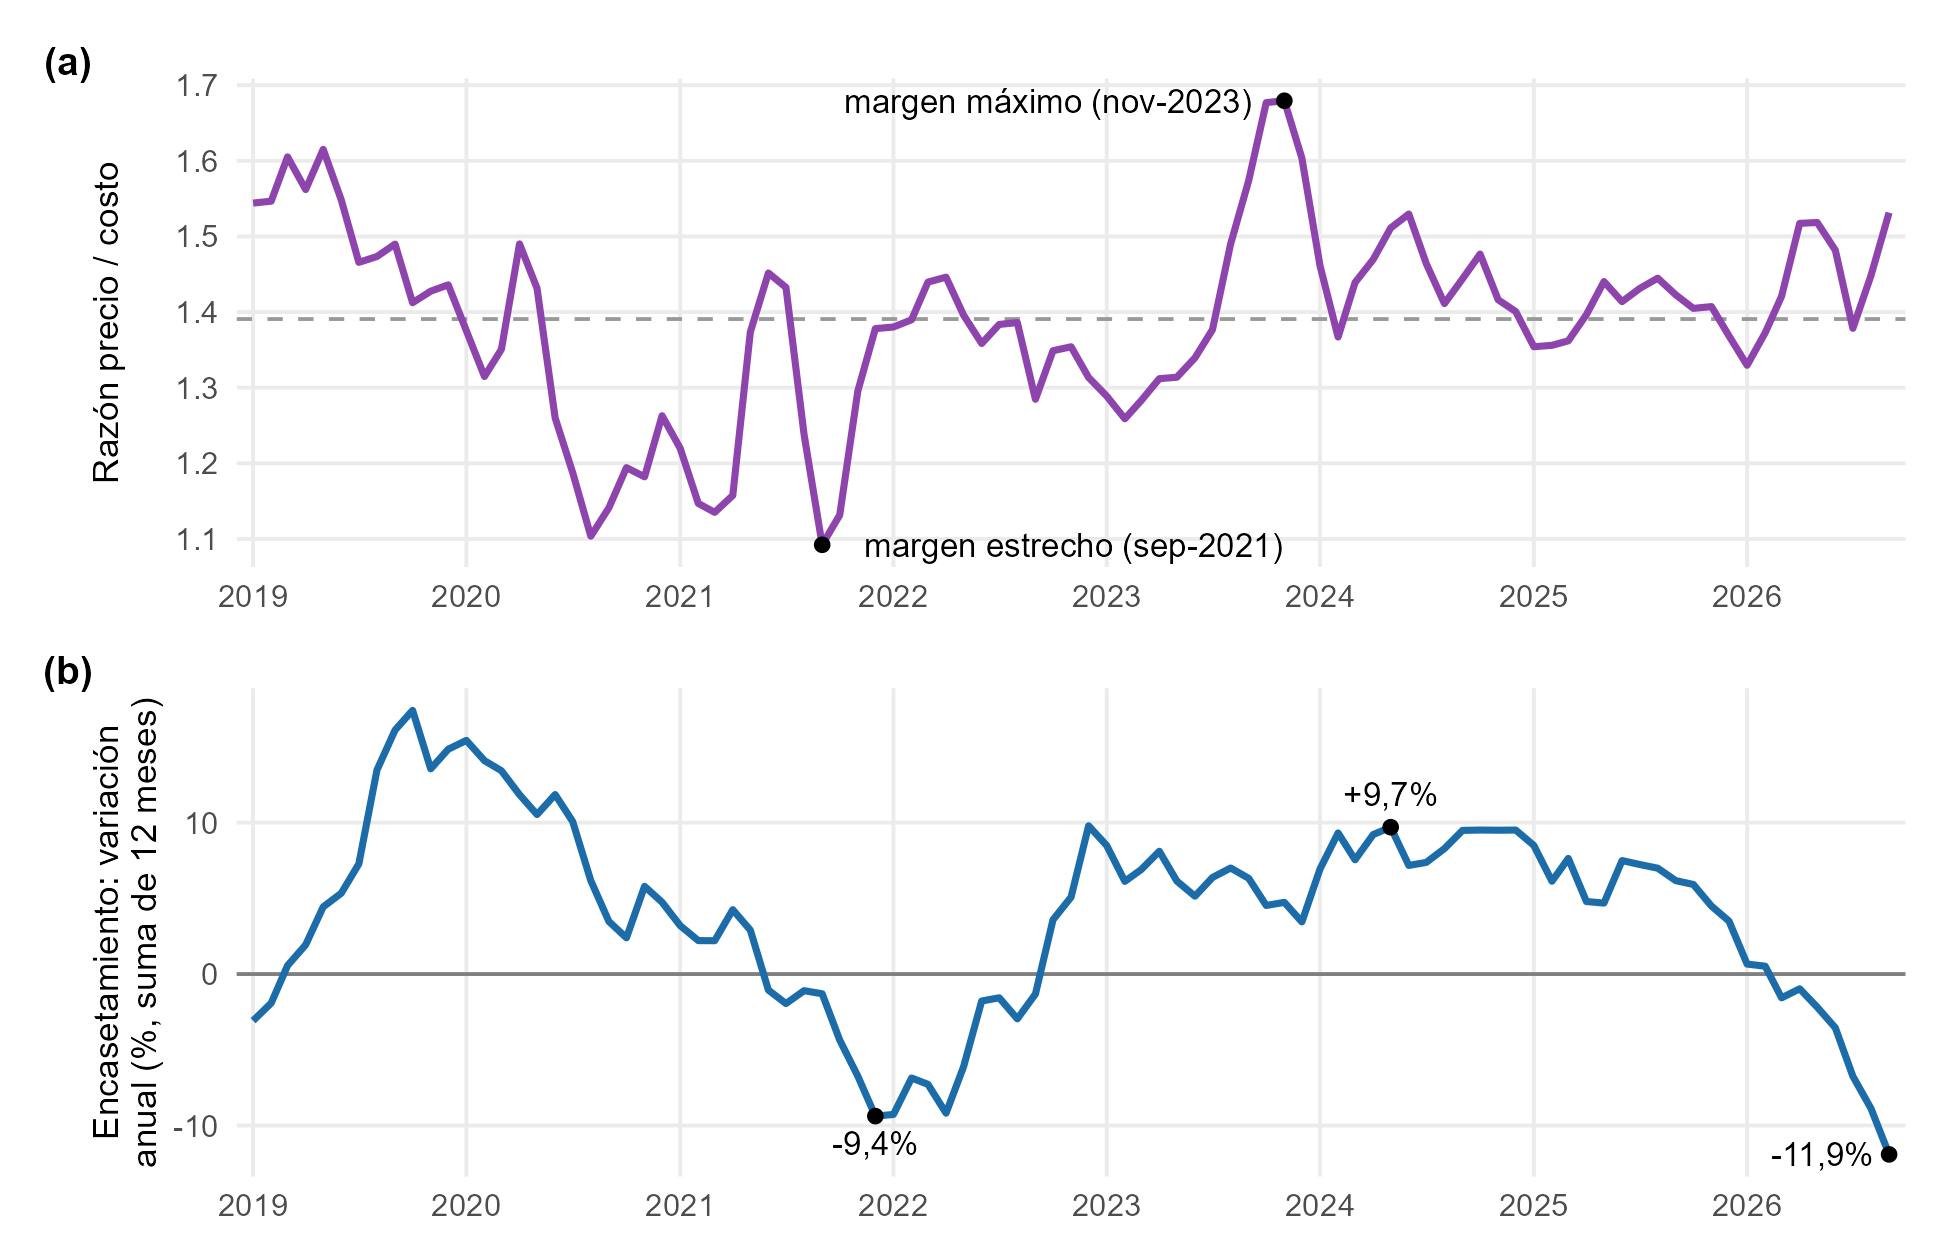 (a)
Razón precio / costo
1.7
1.6
1.5
1.4
1.3
1.2
1.1
margen máximo (nov-2023)
margen estrecho (sep-2021)
2019 2020 2021 2022 2023 2024 2025 2026
(b)
Encasetamiento: variación
anual (%, suma de 12 meses)
10
0
-10
+9,7%
-9,4%
-11,9%
2019 2020 2021 2022 2023 2024 2025 2026